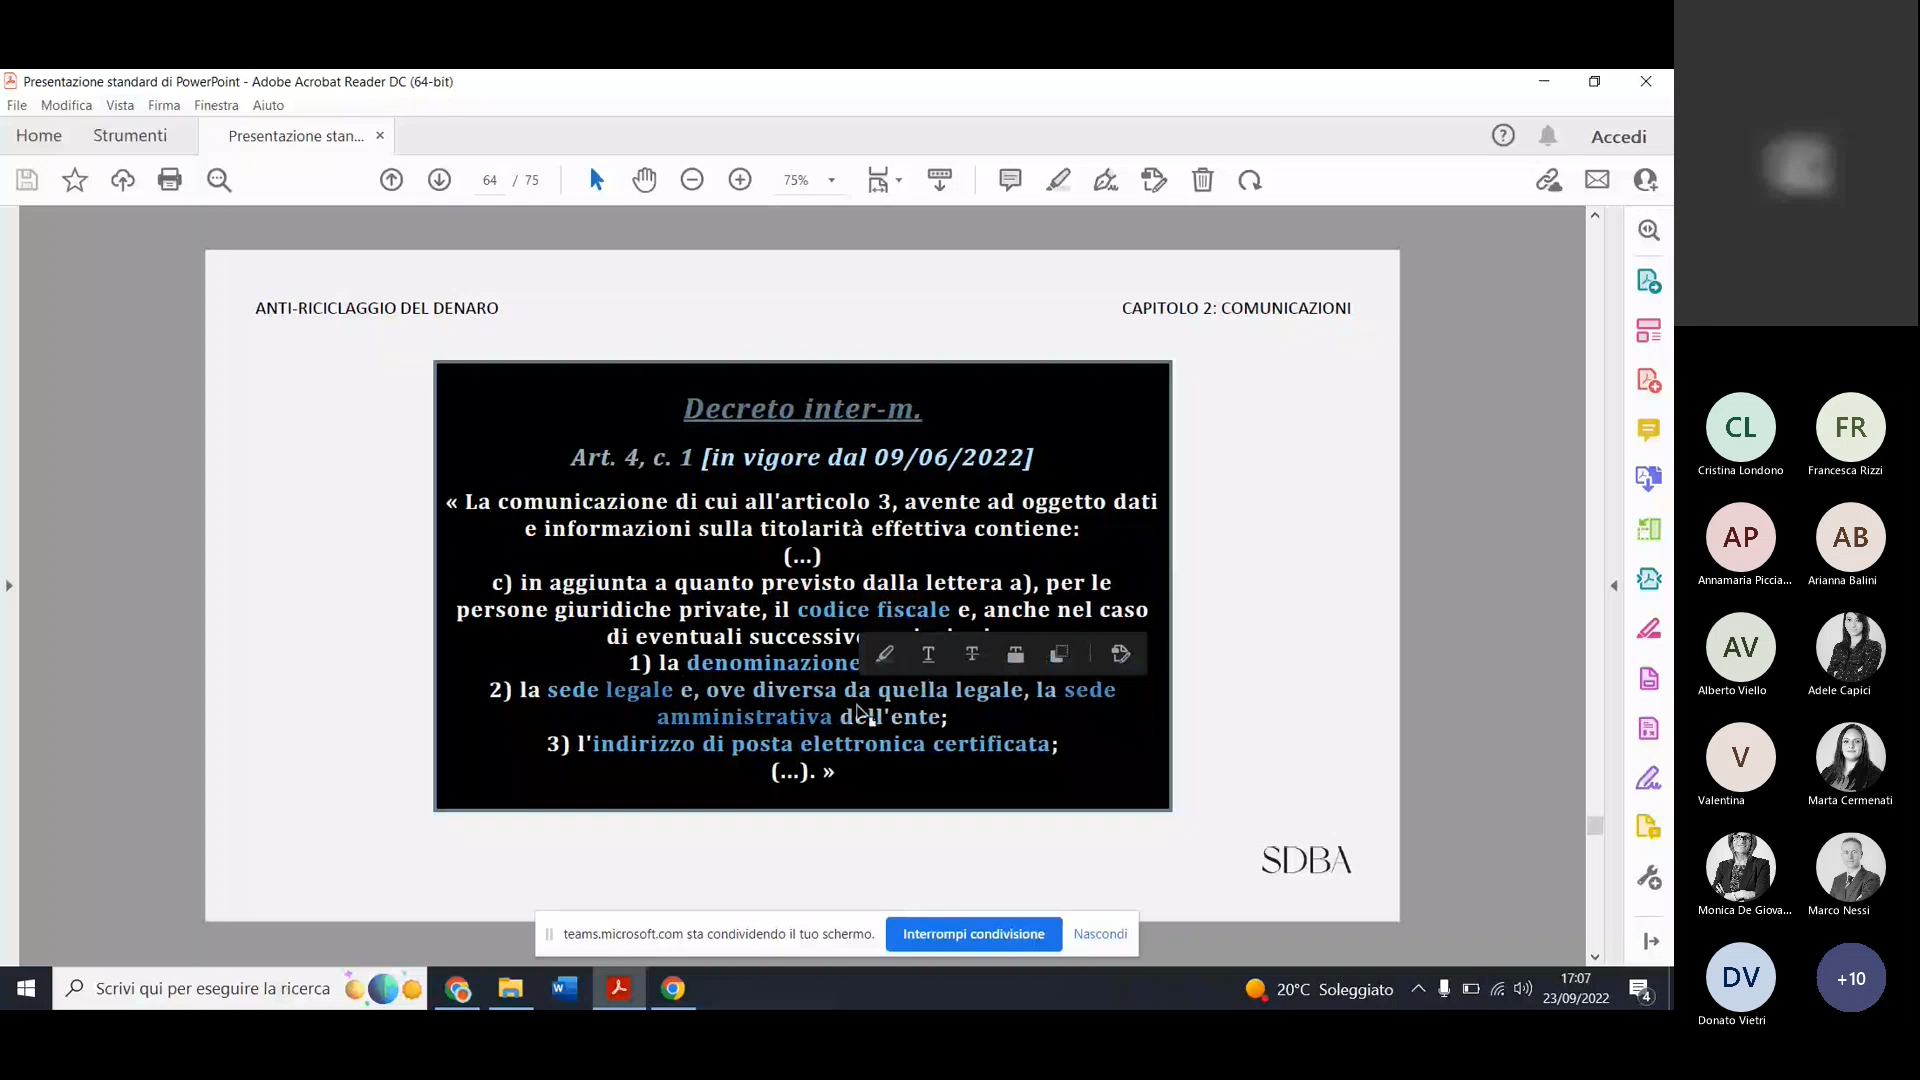 Presentazione standard di PowerPoint - Adobe Acrobat Reader DC (64-bit)
File Modifica Vista Firma Finestra Aiuto
Home Strumenti Presentazione stan... × Accedi
64 / 75 75%
ANTI-RICICLAGGIO DEL DENARO CAPITOLO 2: COMUNICAZIONI
Decreto inter-m.
Art. 4, c. 1 [in vigore dal 09/06/2022]
« La comunicazione di cui all'articolo 3, avente ad oggetto dati
e informazioni sulla titolarità effettiva contiene:
(...)
c) in aggiunta a quanto previsto dalla lettera a), per le
persone giuridiche private, il codice fiscale e, anche nel caso
di eventuali successive
1) la denominazione
2) la sede legale e, ove diversa da quella legale, la sede
amministrativa dell'ente;
3) l'indirizzo di posta elettronica certificata;
(...). »
SDBA
teams.microsoft.com sta condividendo il tuo schermo. Interrompi condivisione Nascondi
Scrivi qui per eseguire la ricerca
20°C Soleggiato
17:07
23/09/2022
4
CL FR
Cristina Londono Francesca Rizzi
AP AB
Annamaria Piccia... Arianna Balini
AV
Alberto Viello Adele Capici
V
Valentina Marta Cermenati
Monica De Giova... Marco Nessi
DV +10
Donato Vietri